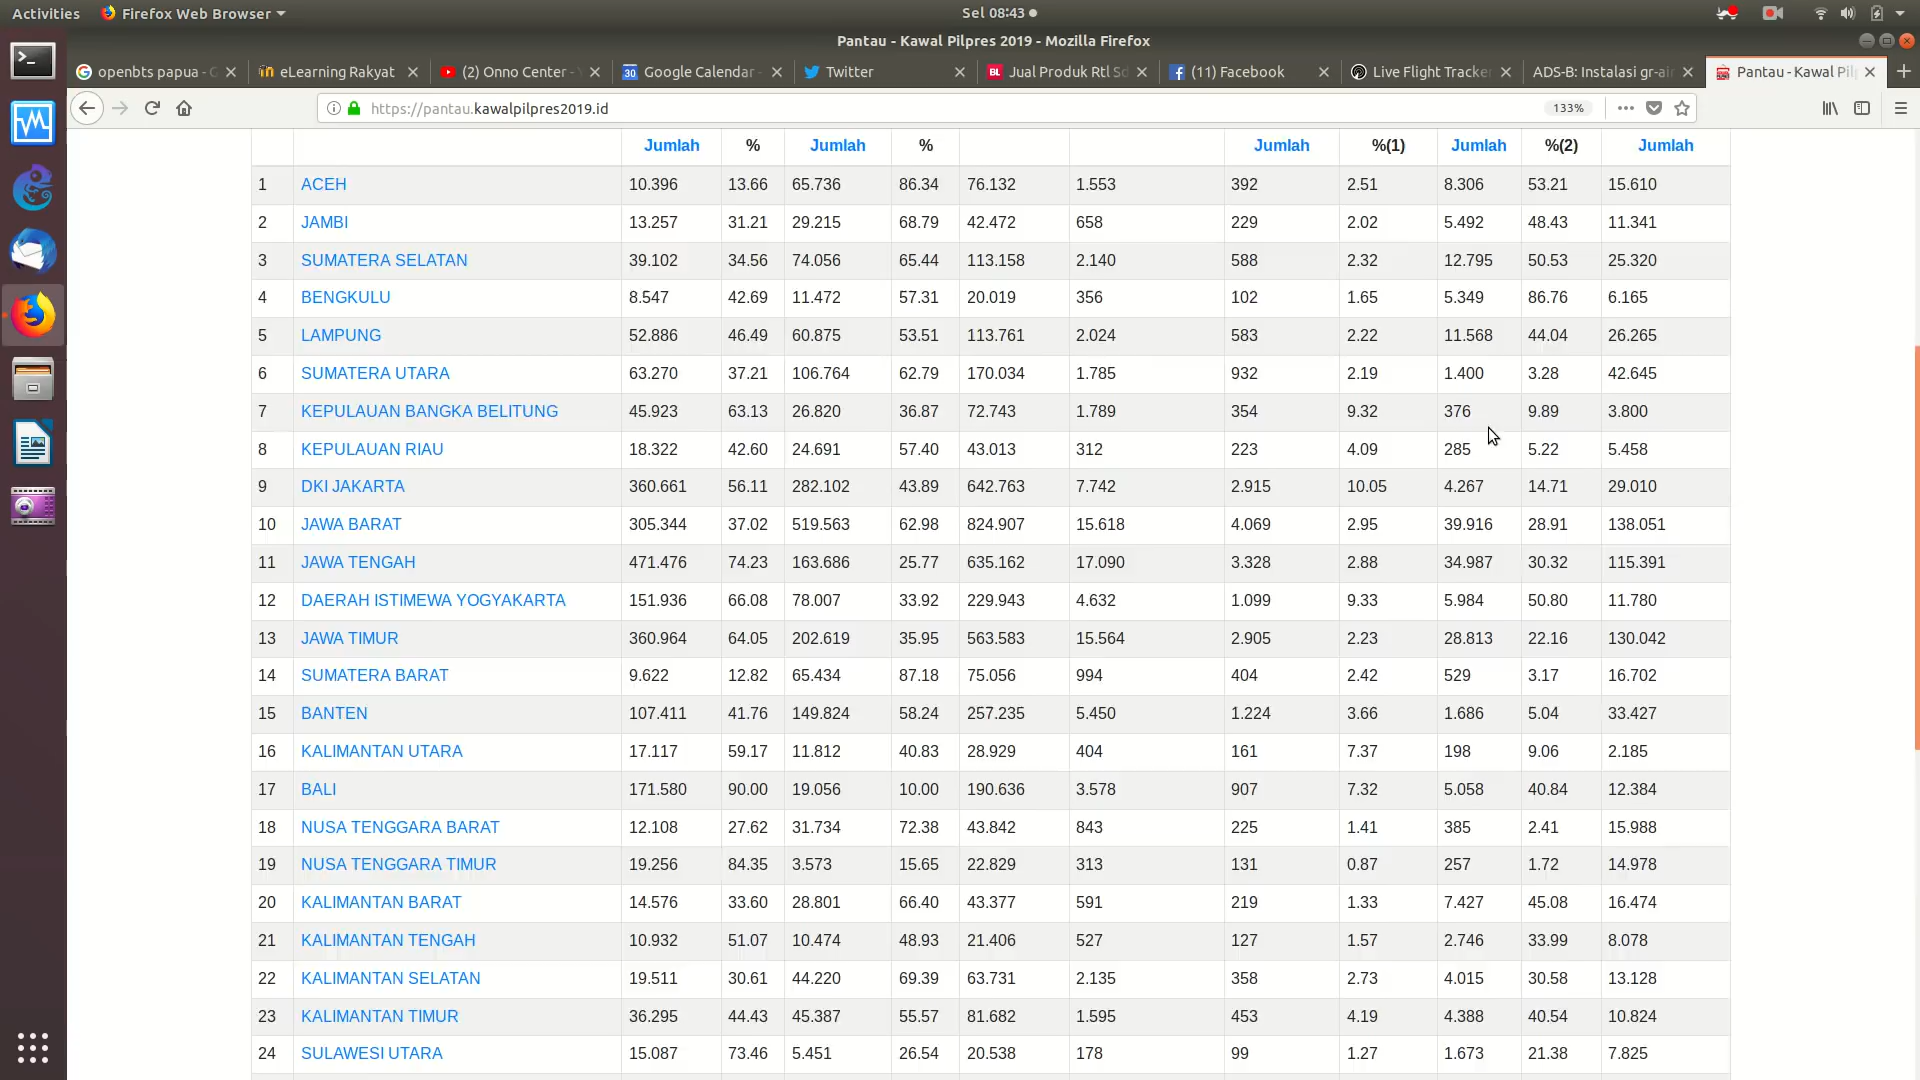 Activities Firefox Web Browser Sel 08:43
Pantau - Kawal Pilpres 2019 - Mozilla Firefox
openbts papua - G eLearning Rakyat (2) Onno Center - Y Google Calendar - Twitter Jual Produk Rtl Sd (11) Facebook Live Flight Tracker ADS-B: Instalasi gr-air Pantau - Kawal Pilp
https://pantau.kawalpilpres2019.id 133%
Jumlah % Jumlah % Jumlah %(1) Jumlah %(2) Jumlah
1 ACEH 10.396 13.66 65.736 86.34 76.132 1.553 392 2.51 8.306 53.21 15.610
2 JAMBI 13.257 31.21 29.215 68.79 42.472 658 229 2.02 5.492 48.43 11.341
3 SUMATERA SELATAN 39.102 34.56 74.056 65.44 113.158 2.140 588 2.32 12.795 50.53 25.320
4 BENGKULU 8.547 42.69 11.472 57.31 20.019 356 102 1.65 5.349 86.76 6.165
5 LAMPUNG 52.886 46.49 60.875 53.51 113.761 2.024 583 2.22 11.568 44.04 26.265
6 SUMATERA UTARA 63.270 37.21 106.764 62.79 170.034 1.785 932 2.19 1.400 3.28 42.645
7 KEPULAUAN BANGKA BELITUNG 45.923 63.13 26.820 36.87 72.743 1.789 354 9.32 376 9.89 3.800
8 KEPULAUAN RIAU 18.322 42.60 24.691 57.40 43.013 312 223 4.09 285 5.22 5.458
9 DKI JAKARTA 360.661 56.11 282.102 43.89 642.763 7.742 2.915 10.05 4.267 14.71 29.010
10 JAWA BARAT 305.344 37.02 519.563 62.98 824.907 15.618 4.069 2.95 39.916 28.91 138.051
11 JAWA TENGAH 471.476 74.23 163.686 25.77 635.162 17.090 3.328 2.88 34.987 30.32 115.391
12 DAERAH ISTIMEWA YOGYAKARTA 151.936 66.08 78.007 33.92 229.943 4.632 1.099 9.33 5.984 50.80 11.780
13 JAWA TIMUR 360.964 64.05 202.619 35.95 563.583 15.564 2.905 2.23 28.813 22.16 130.042
14 SUMATERA BARAT 9.622 12.82 65.434 87.18 75.056 994 404 2.42 529 3.17 16.702
15 BANTEN 107.411 41.76 149.824 58.24 257.235 5.450 1.224 3.66 1.686 5.04 33.427
16 KALIMANTAN UTARA 17.117 59.17 11.812 40.83 28.929 404 161 7.37 198 9.06 2.185
17 BALI 171.580 90.00 19.056 10.00 190.636 3.578 907 7.32 5.058 40.84 12.384
18 NUSA TENGGARA BARAT 12.108 27.62 31.734 72.38 43.842 843 225 1.41 385 2.41 15.988
19 NUSA TENGGARA TIMUR 19.256 84.35 3.573 15.65 22.829 313 131 0.87 257 1.72 14.978
20 KALIMANTAN BARAT 14.576 33.60 28.801 66.40 43.377 591 219 1.33 7.427 45.08 16.474
21 KALIMANTAN TENGAH 10.932 51.07 10.474 48.93 21.406 527 127 1.57 2.746 33.99 8.078
22 KALIMANTAN SELATAN 19.511 30.61 44.220 69.39 63.731 2.135 358 2.73 4.015 30.58 13.128
23 KALIMANTAN TIMUR 36.295 44.43 45.387 55.57 81.682 1.595 453 4.19 4.388 40.54 10.824
24 SULAWESI UTARA 15.087 73.46 5.451 26.54 20.538 178 99 1.27 1.673 21.38 7.825